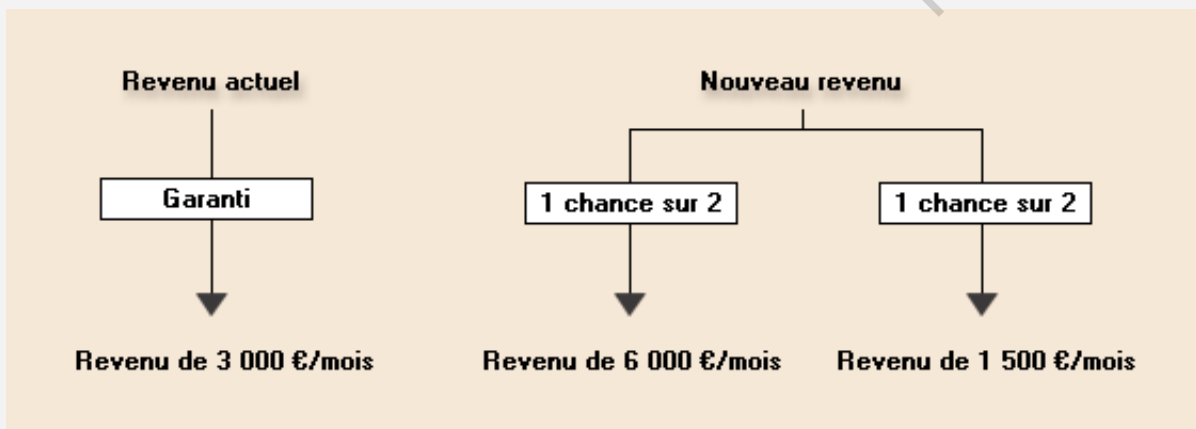 Revenu actuel
Garanti
Revenu de 3 000 €/mois
Nouveau revenu
1 chance sur 2
1 chance sur 2
Revenu de 6 000 €/mois
Revenu de 1 500 €/mois